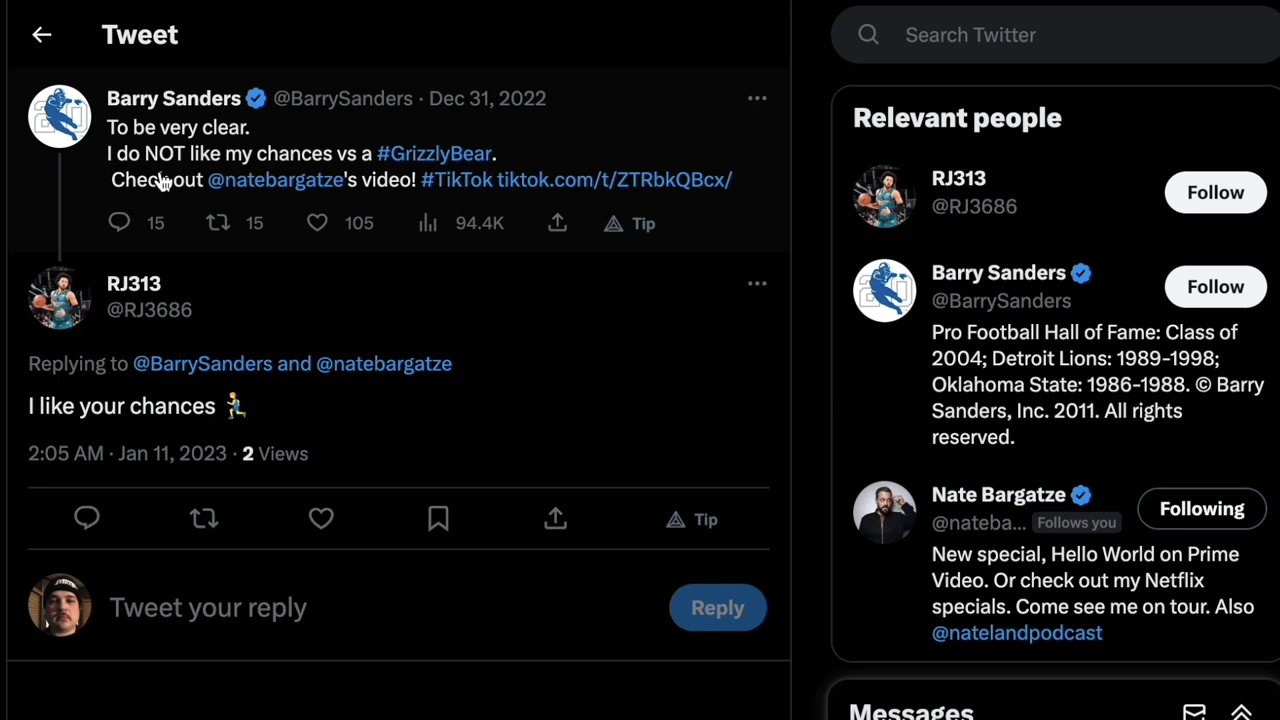 Tweet
Barry Sanders @BarrySanders · Dec 31, 2022
To be very clear.
I do NOT like my chances vs a #GrizzlyBear.
Check out @natebargatze's video! #TikTok tiktok.com/t/ZTRbkQBcx/
15 15 105 94.4K Tip
RJ313
@RJ3686
Replying to @BarrySanders and @natebargatze
I like your chances 🏃‍♂️
2:05 AM · Jan 11, 2023 · 2 Views
Tip
Tweet your reply
Reply
Search Twitter
Relevant people
RJ313
@RJ3686
Follow
Barry Sanders
@BarrySanders
Follow
Pro Football Hall of Fame: Class of
2004; Detroit Lions: 1989-1998;
Oklahoma State: 1986-1988. © Barry
Sanders, Inc. 2011. All rights
reserved.
Nate Bargatze
@nateba... Follows you
Following
New special, Hello World on Prime
Video. Or check out my Netflix
specials. Come see me on tour. Also
@natelandpodcast
Messages